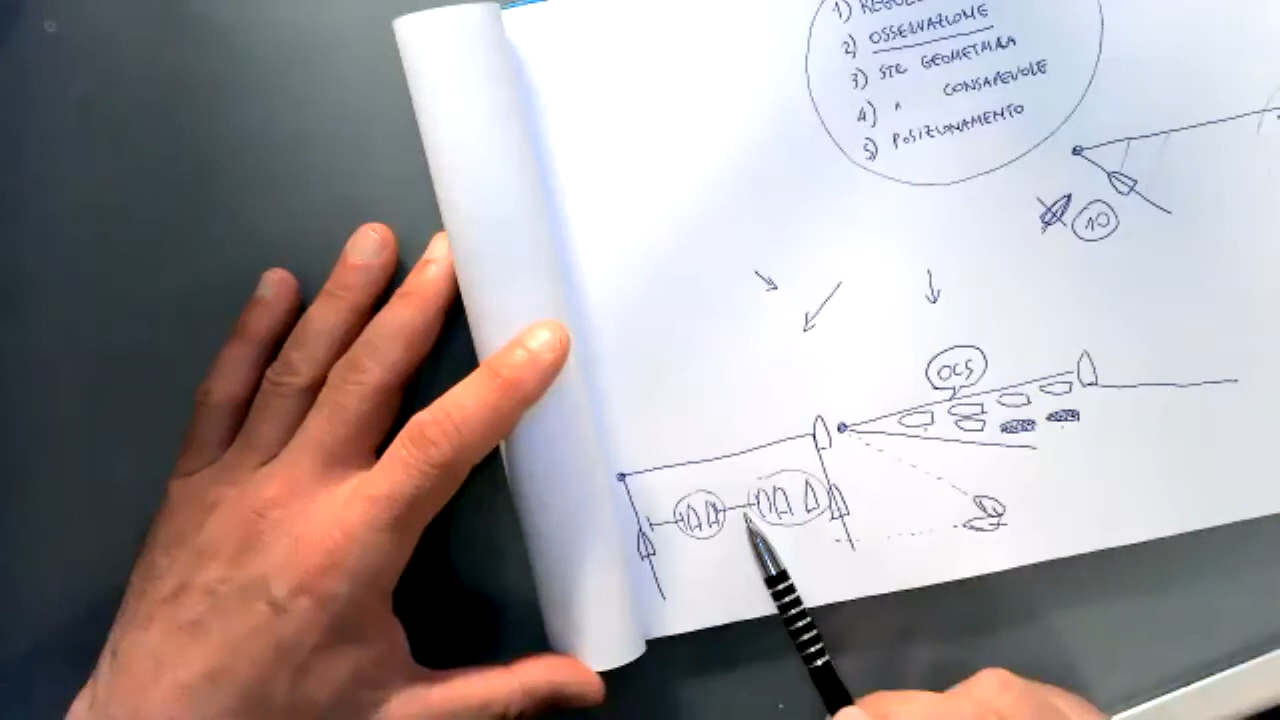 2) OSSERVAZIONE
3) STR GEOMETRICA
4) " CONSAPEVOLE
5) POSIZIONAMENTO
10
OCS